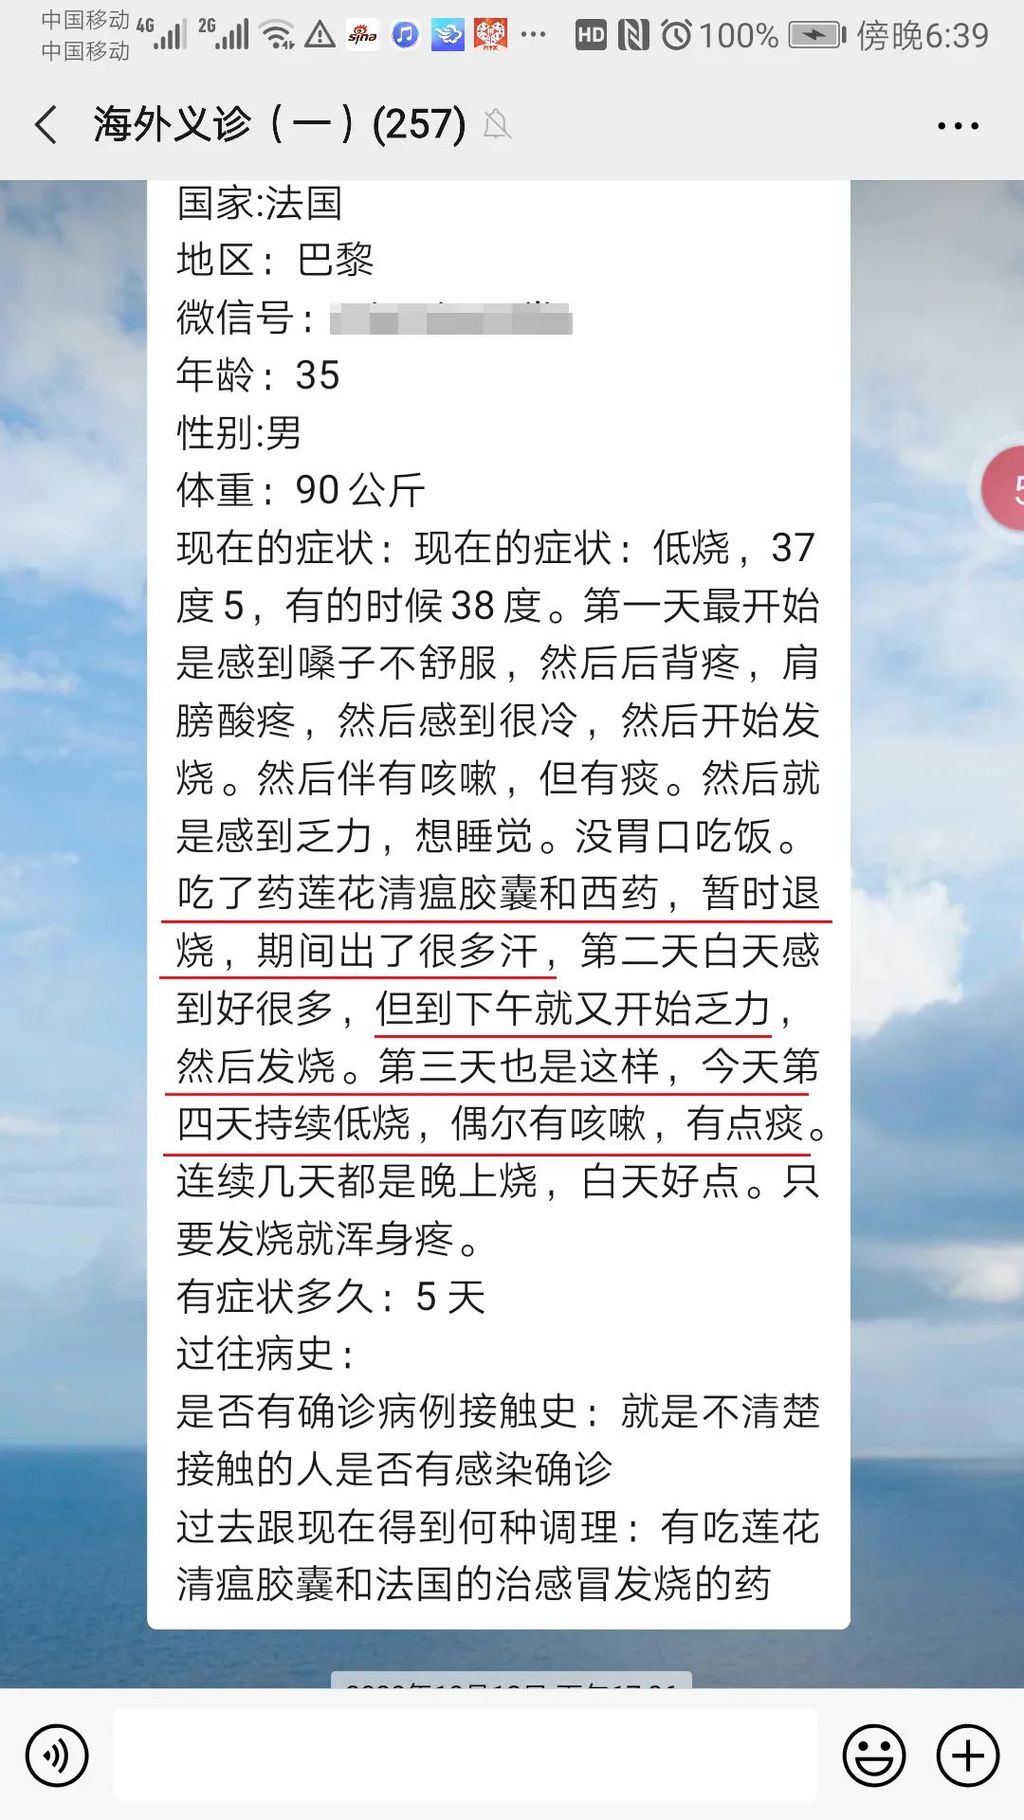 中国移动 4G 2G HD 100% 傍晚6:39
中国移动
sina
海外义诊（一）(257)
国家:法国
地区：巴黎
微信号：
年龄：35
性别:男
体重：90公斤
现在的症状：现在的症状：低烧，37
度5，有的时候38度。第一天最开始
是感到嗓子不舒服，然后后背疼，肩
膀酸疼，然后感到很冷，然后开始发
烧。然后伴有咳嗽，但有痰。然后就
是感到乏力，想睡觉。没胃口吃饭。
吃了药莲花清瘟胶囊和西药，暂时退
烧，期间出了很多汗，第二天白天感
到好很多，但到下午就又开始乏力，
然后发烧。第三天也是这样，今天第
四天持续低烧，偶尔有咳嗽，有点痰。
连续几天都是晚上烧，白天好点。只
要发烧就浑身疼。
有症状多久：5天
过往病史：
是否有确诊病例接触史：就是不清楚
接触的人是否有感染确诊
过去跟现在得到何种调理：有吃莲花
清瘟胶囊和法国的治感冒发烧的药